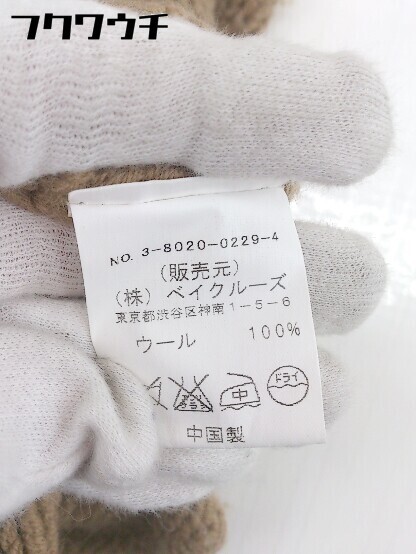 フクワウチ
NO. 3-8020-0229-4
(販売元)
(株) ベイクルーズ
東京都渋谷区神南1-5-6
ウール 100%
中 ドライ
中国製